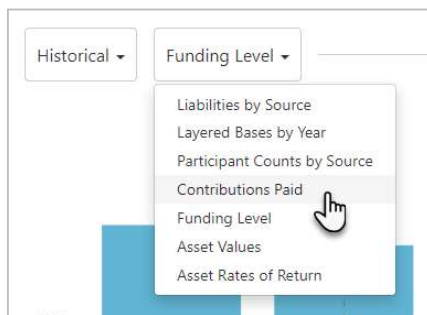 Historical
Funding Level
Liabilities by Source
Layered Bases by Year
Participant Counts by Source
Contributions Paid
Funding Level
Asset Values
Asset Rates of Return